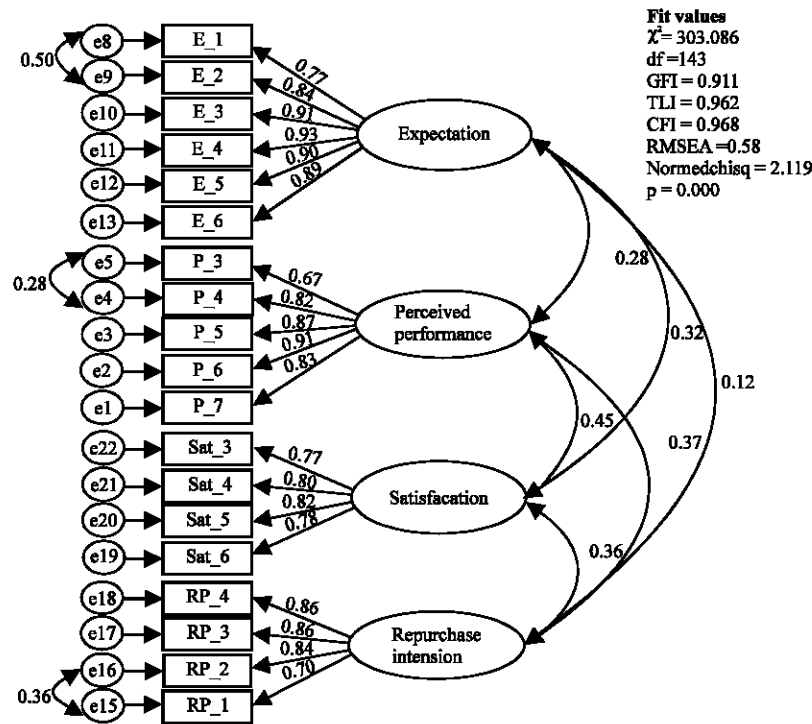 Fit values
χ²= 303.086
df =143
GFI = 0.911
TLI = 0.962
CFI = 0.968
RMSEA =0.58
Normedchisq = 2.119
p = 0.000
e8 E_1 0.77
0.50
e9 E_2 0.84
e10 E_3 0.91
Expectation
e11 E_4 0.93
e12 E_5 0.90
e13 E_6 0.89
e5 P_3 0.67
0.28
0.28
e4 P_4 0.82
Perceived
performance
e3 P_5 0.87
0.32
e2 P_6 0.91
0.12
e1 P_7 0.83
0.45
0.37
e22 Sat_3 0.77
e21 Sat_4 0.80
Satisfacation
e20 Sat_5 0.82
e19 Sat_6 0.78
0.36
e18 RP_4 0.86
e17 RP_3 0.86
Repurchase
intension
e16 RP_2 0.84
0.36
e15 RP_1 0.70